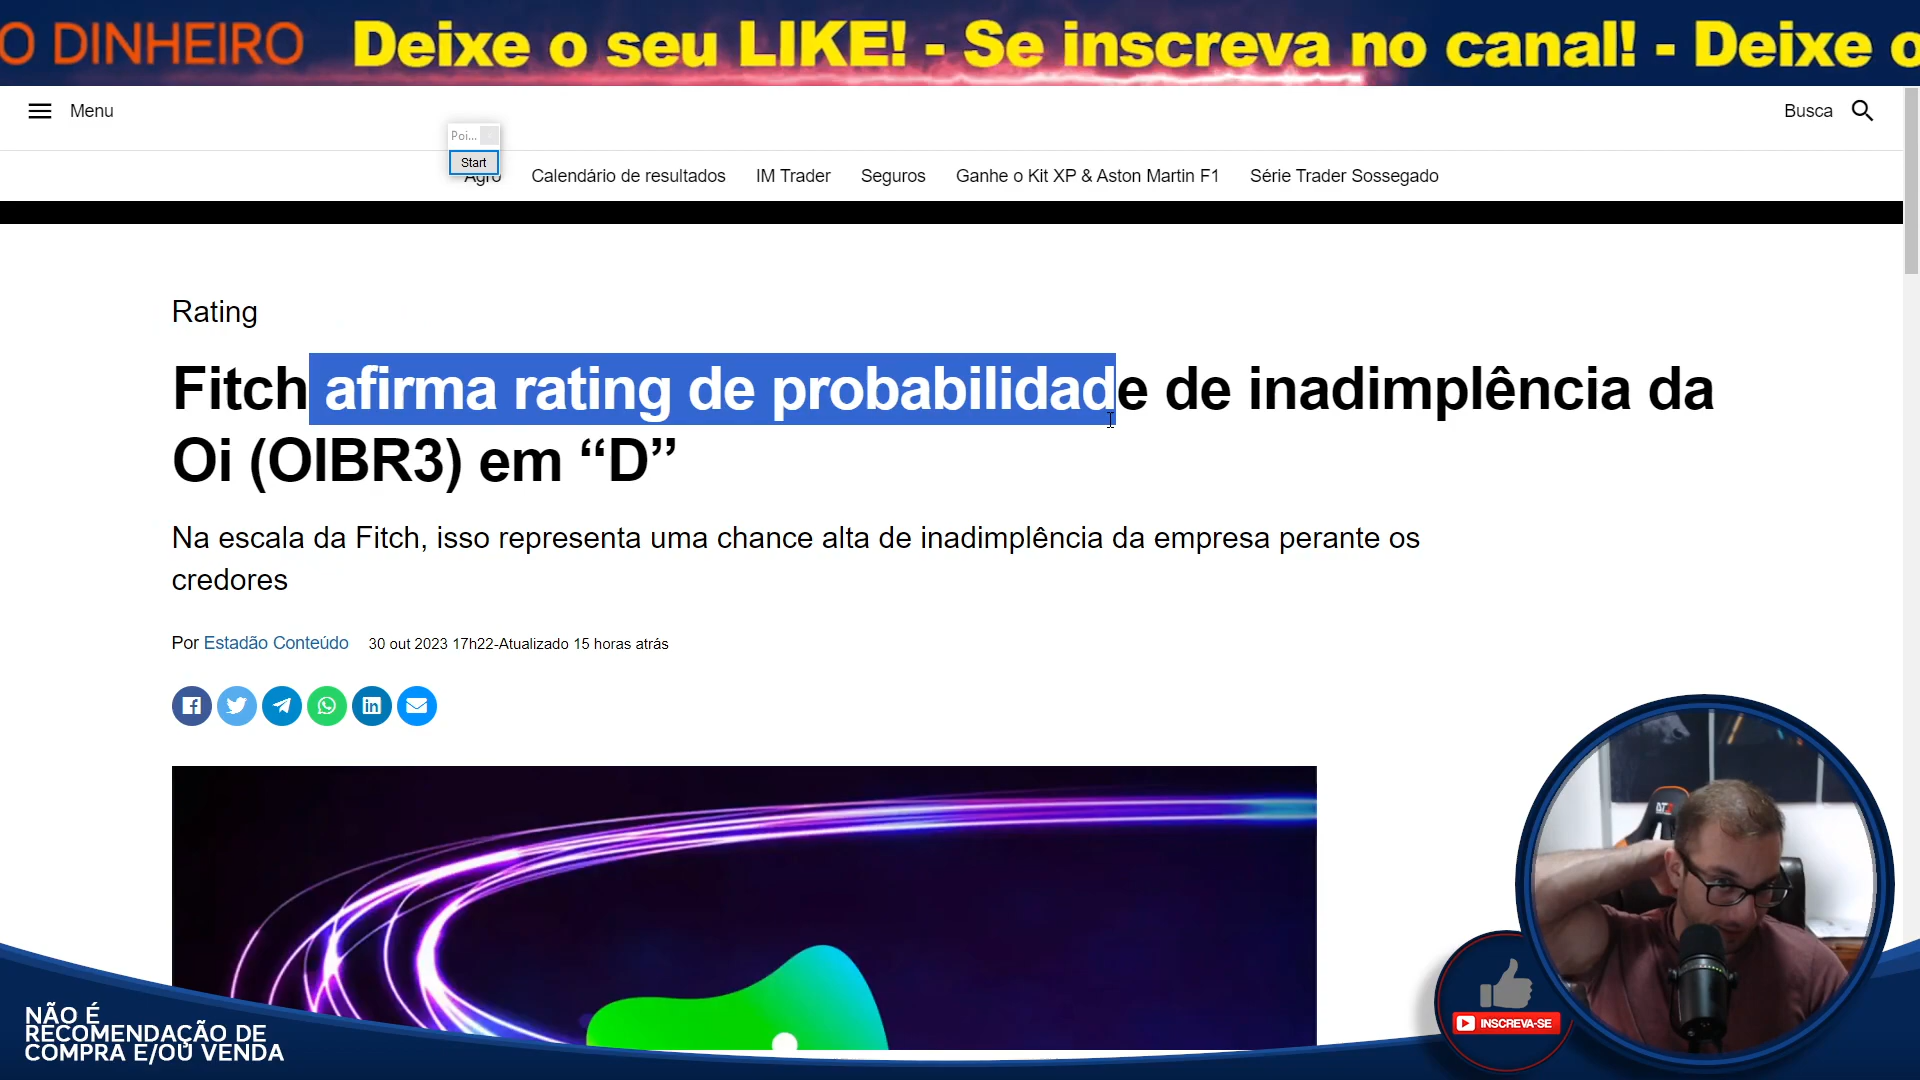 O DINHEIRO Deixe o seu LIKE! - Se inscreva no canal! - Deixe o
Menu
Busca
Poi...
Start
Agro Calendário de resultados IM Trader Seguros Ganhe o Kit XP & Aston Martin F1 Série Trader Sossegado
Rating
Fitch afirma rating de probabilidade de inadimplência da
Oi (OIBR3) em “D”
Na escala da Fitch, isso representa uma chance alta de inadimplência da empresa perante os
credores
Por Estadão Conteúdo 30 out 2023 17h22-Atualizado 15 horas atrás
NÃO É
RECOMENDAÇÃO DE
COMPRA E/OU VENDA
INSCREVA-SE